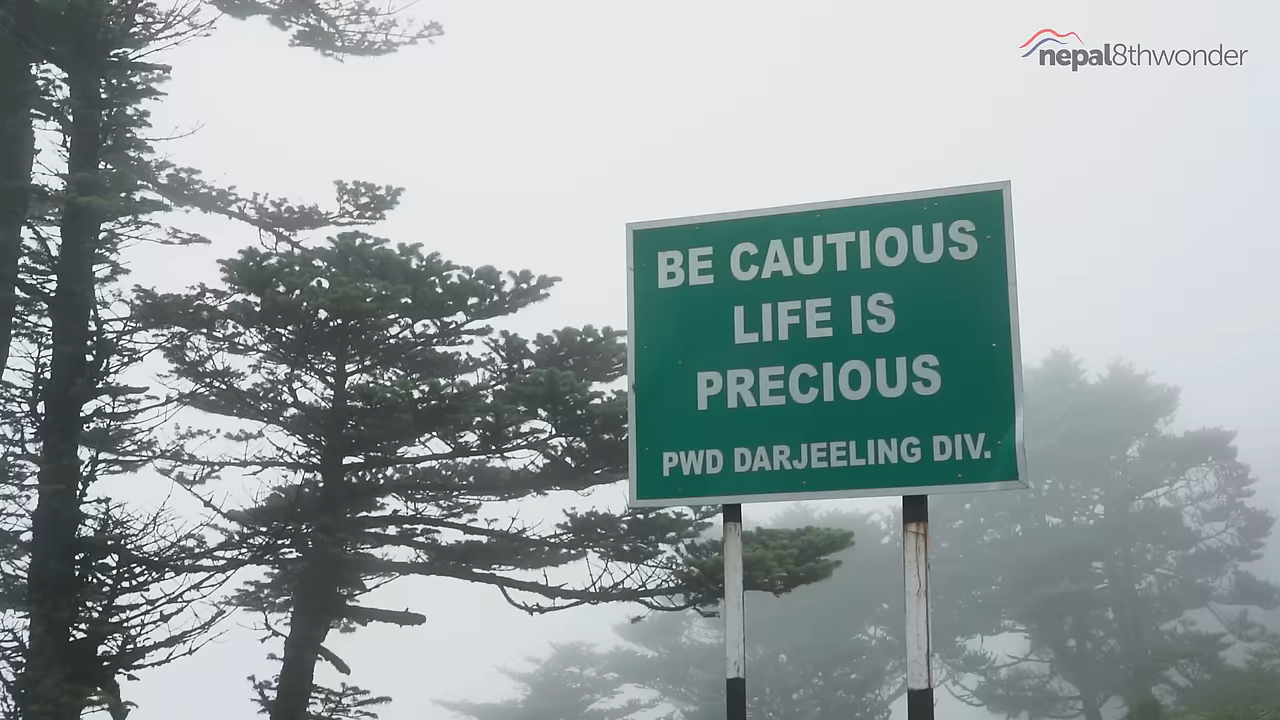 nepal8thwonder
BE CAUTIOUS
LIFE IS
PRECIOUS
PWD DARJEELING DIV.